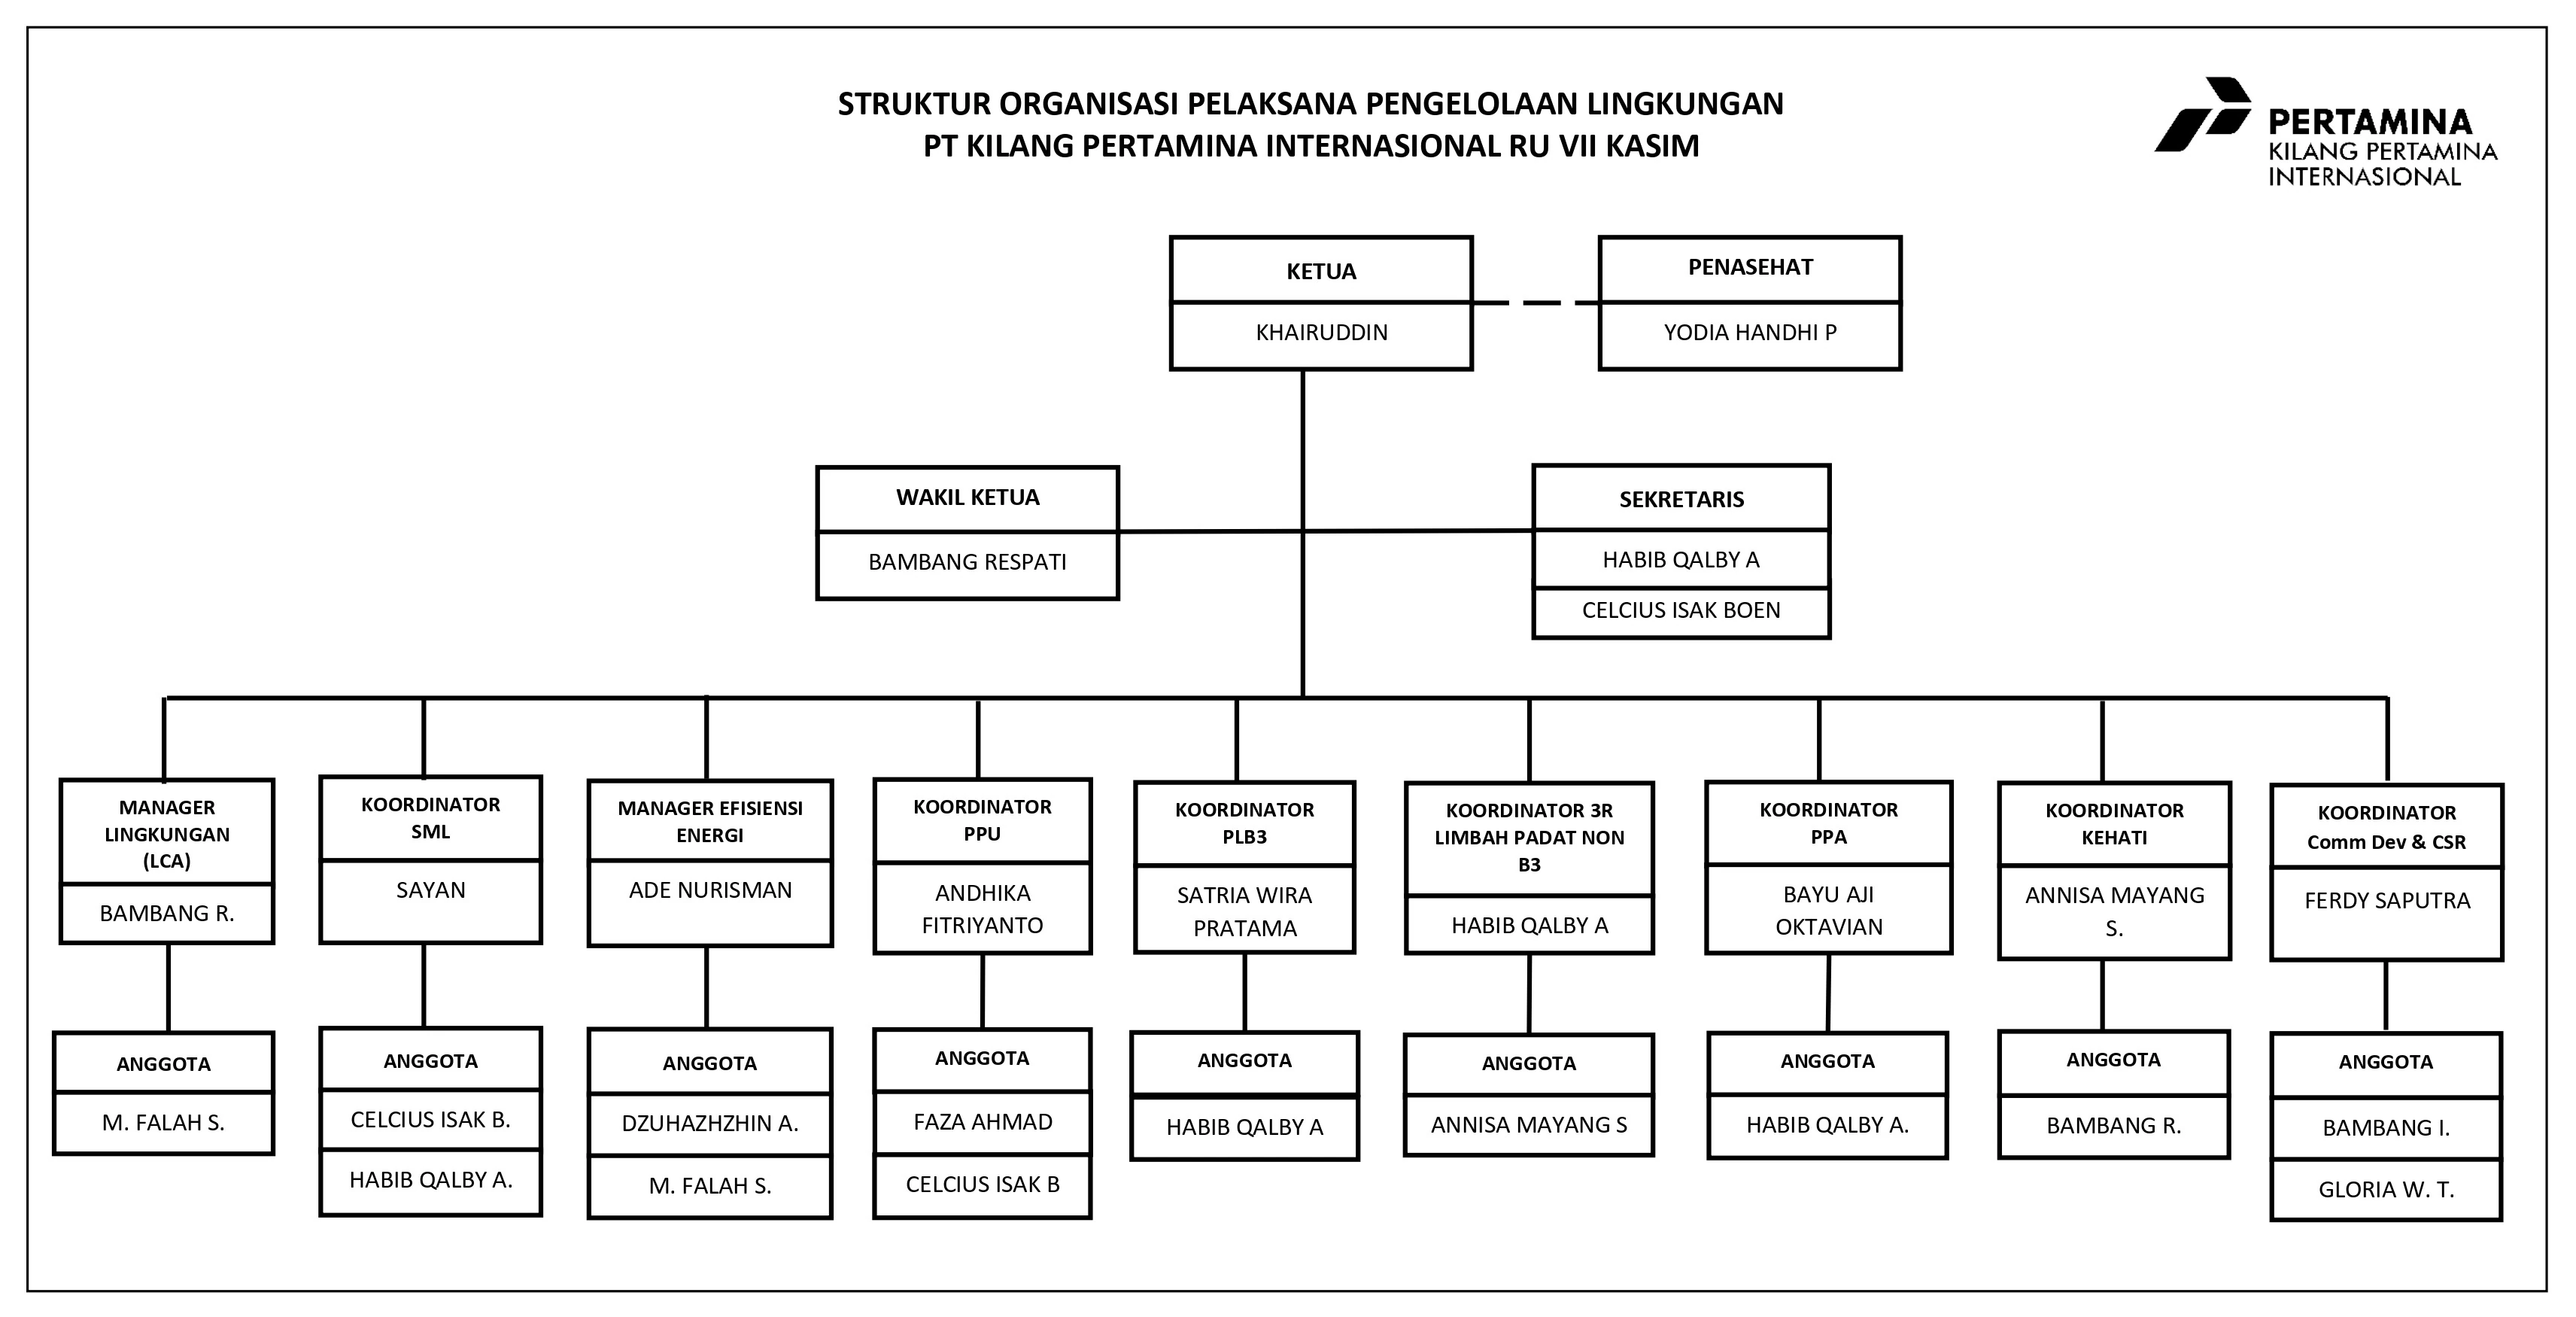 STRUKTUR ORGANISASI PELAKSANA PENGELOLAAN LINGKUNGAN
PT KILANG PERTAMINA INTERNASIONAL RU VII KASIM
PERTAMINA
KILANG PERTAMINA
INTERNASIONAL
KETUA
KHAIRUDDIN
PENASEHAT
YODIA HANDHI P
WAKIL KETUA
BAMBANG RESPATI
SEKRETARIS
HABIB QALBY A
CELCIUS ISAK BOEN
MANAGER
LINGKUNGAN
(LCA)
BAMBANG R.
KOORDINATOR
SML
SAYAN
MANAGER EFISIENSI
ENERGI
ADE NURISMAN
KOORDINATOR
PPU
ANDHIKA
FITRIYANTO
KOORDINATOR
PLB3
SATRIA WIRA
PRATAMA
KOORDINATOR 3R
LIMBAH PADAT NON
B3
HABIB QALBY A
KOORDINATOR
PPA
BAYU AJI
OKTAVIAN
KOORDINATOR
KEHATI
ANNISA MAYANG
S.
KOORDINATOR
Comm Dev & CSR
FERDY SAPUTRA
ANGGOTA
M. FALAH S.
ANGGOTA
CELCIUS ISAK B.
HABIB QALBY A.
ANGGOTA
DZUHAZHZHIN A.
M. FALAH S.
ANGGOTA
FAZA AHMAD
CELCIUS ISAK B
ANGGOTA
HABIB QALBY A
ANGGOTA
ANNISA MAYANG S
ANGGOTA
HABIB QALBY A.
ANGGOTA
BAMBANG R.
ANGGOTA
BAMBANG I.
GLORIA W. T.